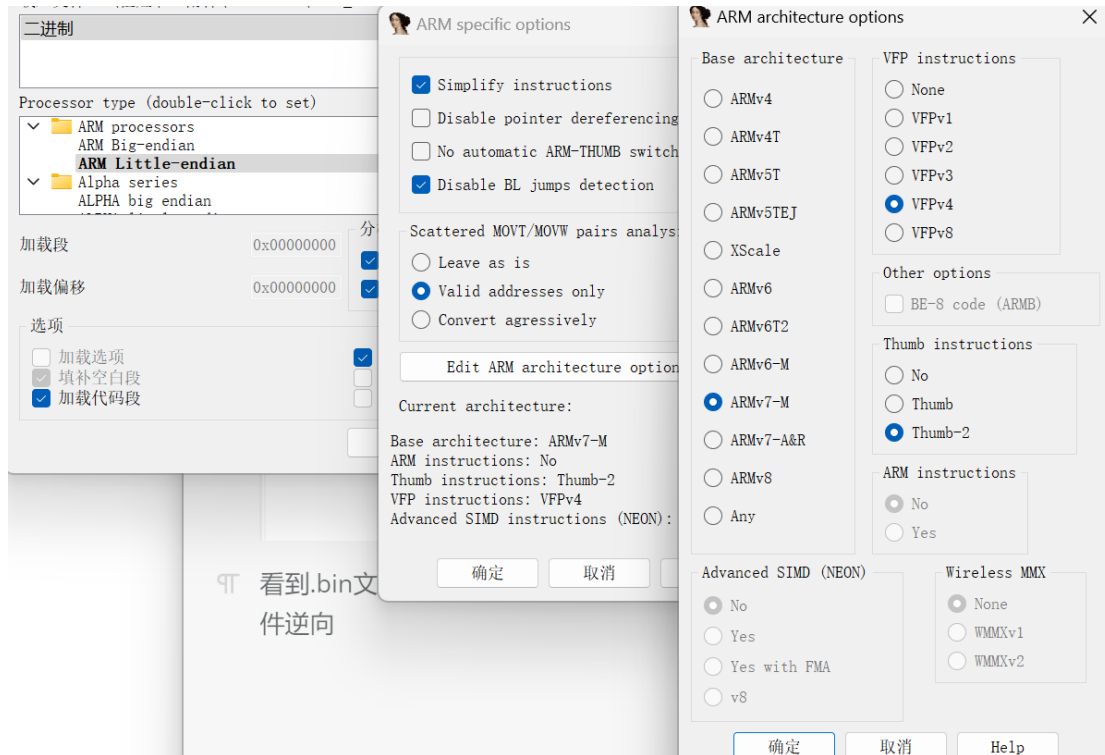 二进制
Processor type (double-click to set)
ARM processors
ARM Big-endian
ARM Little-endian
Alpha series
ALPHA big endian
加载段
0x00000000
加载偏移
0x00000000
选项
加载选项
填补空白段
加载代码段
看到.bin文
件逆向
ARM specific options
Simplify instructions
Disable pointer dereferencing
No automatic ARM-THUMB switch
Disable BL jumps detection
Scattered MOVT/MOVW pairs analys
Leave as is
Valid addresses only
Convert agressively
Edit ARM architecture option
Current architecture:
Base architecture: ARMv7-M
ARM instructions: No
Thumb instructions: Thumb-2
VFP instructions: VFPv4
Advanced SIMD instructions (NEON):
确定
取消
ARM architecture options
Base architecture
ARMv4
ARMv4T
ARMv5T
ARMv5TEJ
XScale
ARMv6
ARMv6T2
ARMv6-M
ARMv7-M
ARMv7-A&R
ARMv8
Any
VFP instructions
None
VFPv1
VFPv2
VFPv3
VFPv4
VFPv8
Other options
BE-8 code (ARMB)
Thumb instructions
No
Thumb
Thumb-2
ARM instructions
No
Yes
Advanced SIMD (NEON)
No
Yes
Yes with FMA
v8
Wireless MMX
None
WMMXv1
WMMXv2
确定
取消
Help